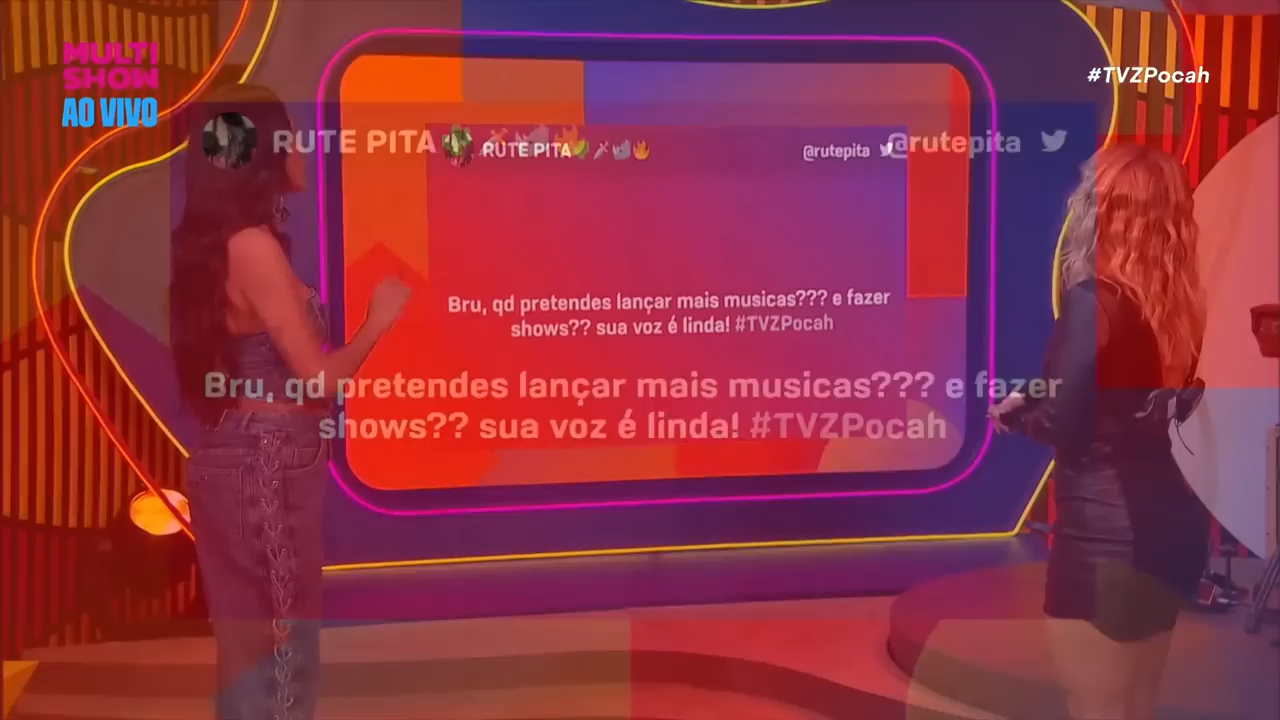 MULTI
SHOW
AO VIVO
#TVZPocah
RUTE PITA
@rutepita
RUTE PITA
@rutepita
Bru, qd pretendes lançar mais musicas??? e fazer
shows?? sua voz é linda! #TVZPocah
Bru, qd pretendes lançar mais musicas??? e fazer
shows?? sua voz é linda! #TVZPocah